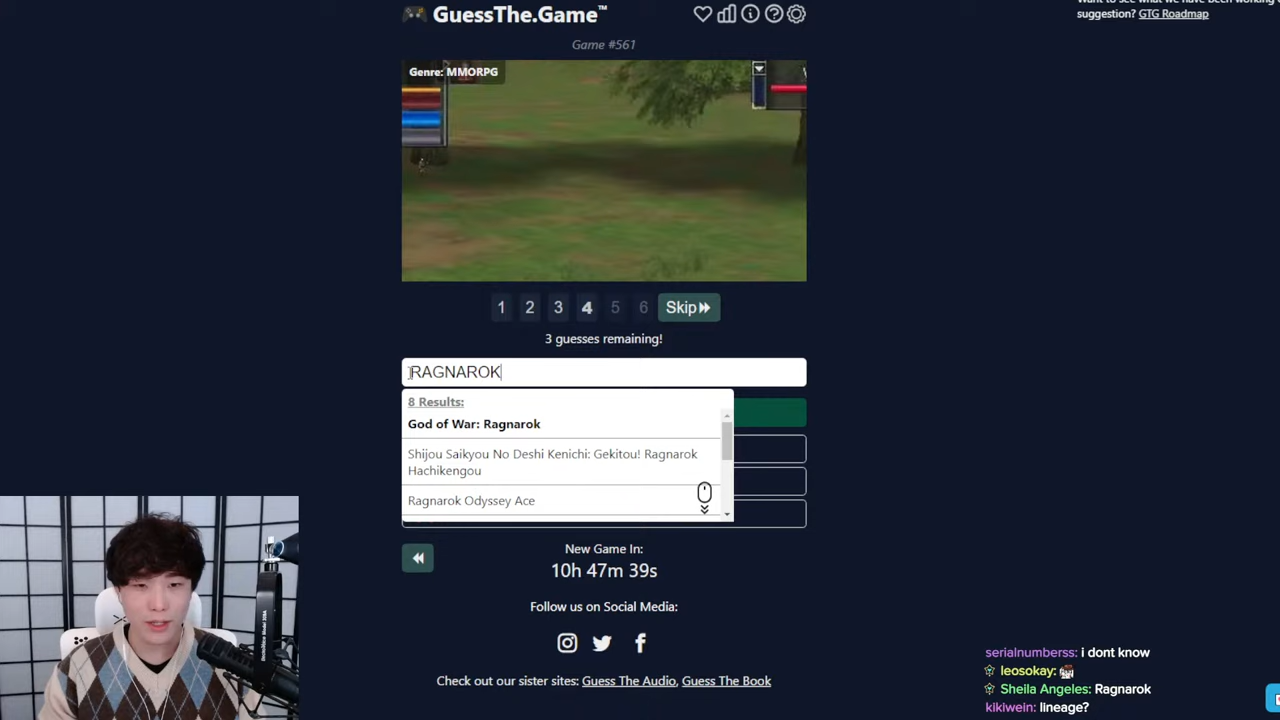 GuessThe.Game™
suggestion? GTG Roadmap
Game #561
Genre: MMORPG
1 2 3 4 5 6 Skip
3 guesses remaining!
RAGNAROK
8 Results:
God of War: Ragnarok
Shijou Saikyou No Deshi Kenichi: Gekitou! Ragnarok
Hachikengou
Ragnarok Odyssey Ace
New Game In:
10h 47m 39s
Follow us on Social Media:
Check out our sister sites: Guess The Audio, Guess The Book
serialnumberss: i dont know
leosokay:
Sheila Angeles: Ragnarok
kikiwein: lineage?